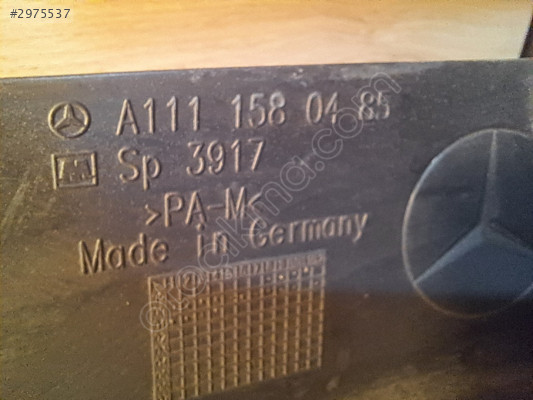 #2975537
A111 158 04 85
Sp 3917
>PA-M<
Made in Germany